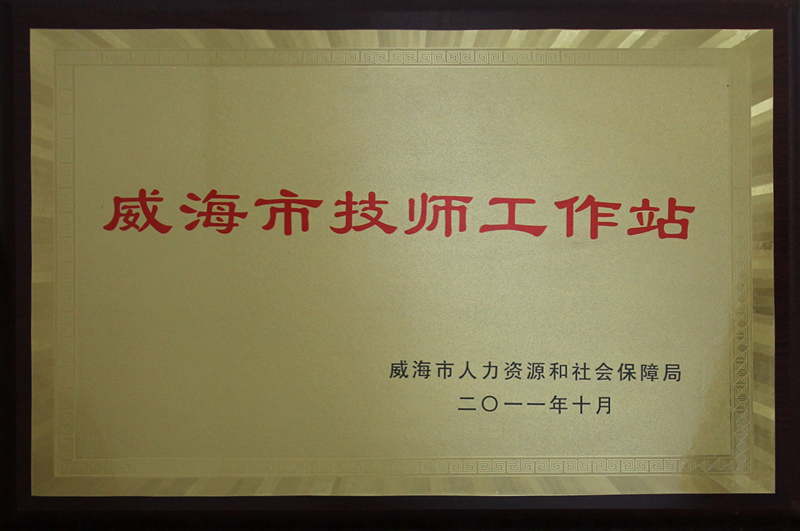 威海市技师工作站
威海市人力资源和社会保障局
二〇一一年十月